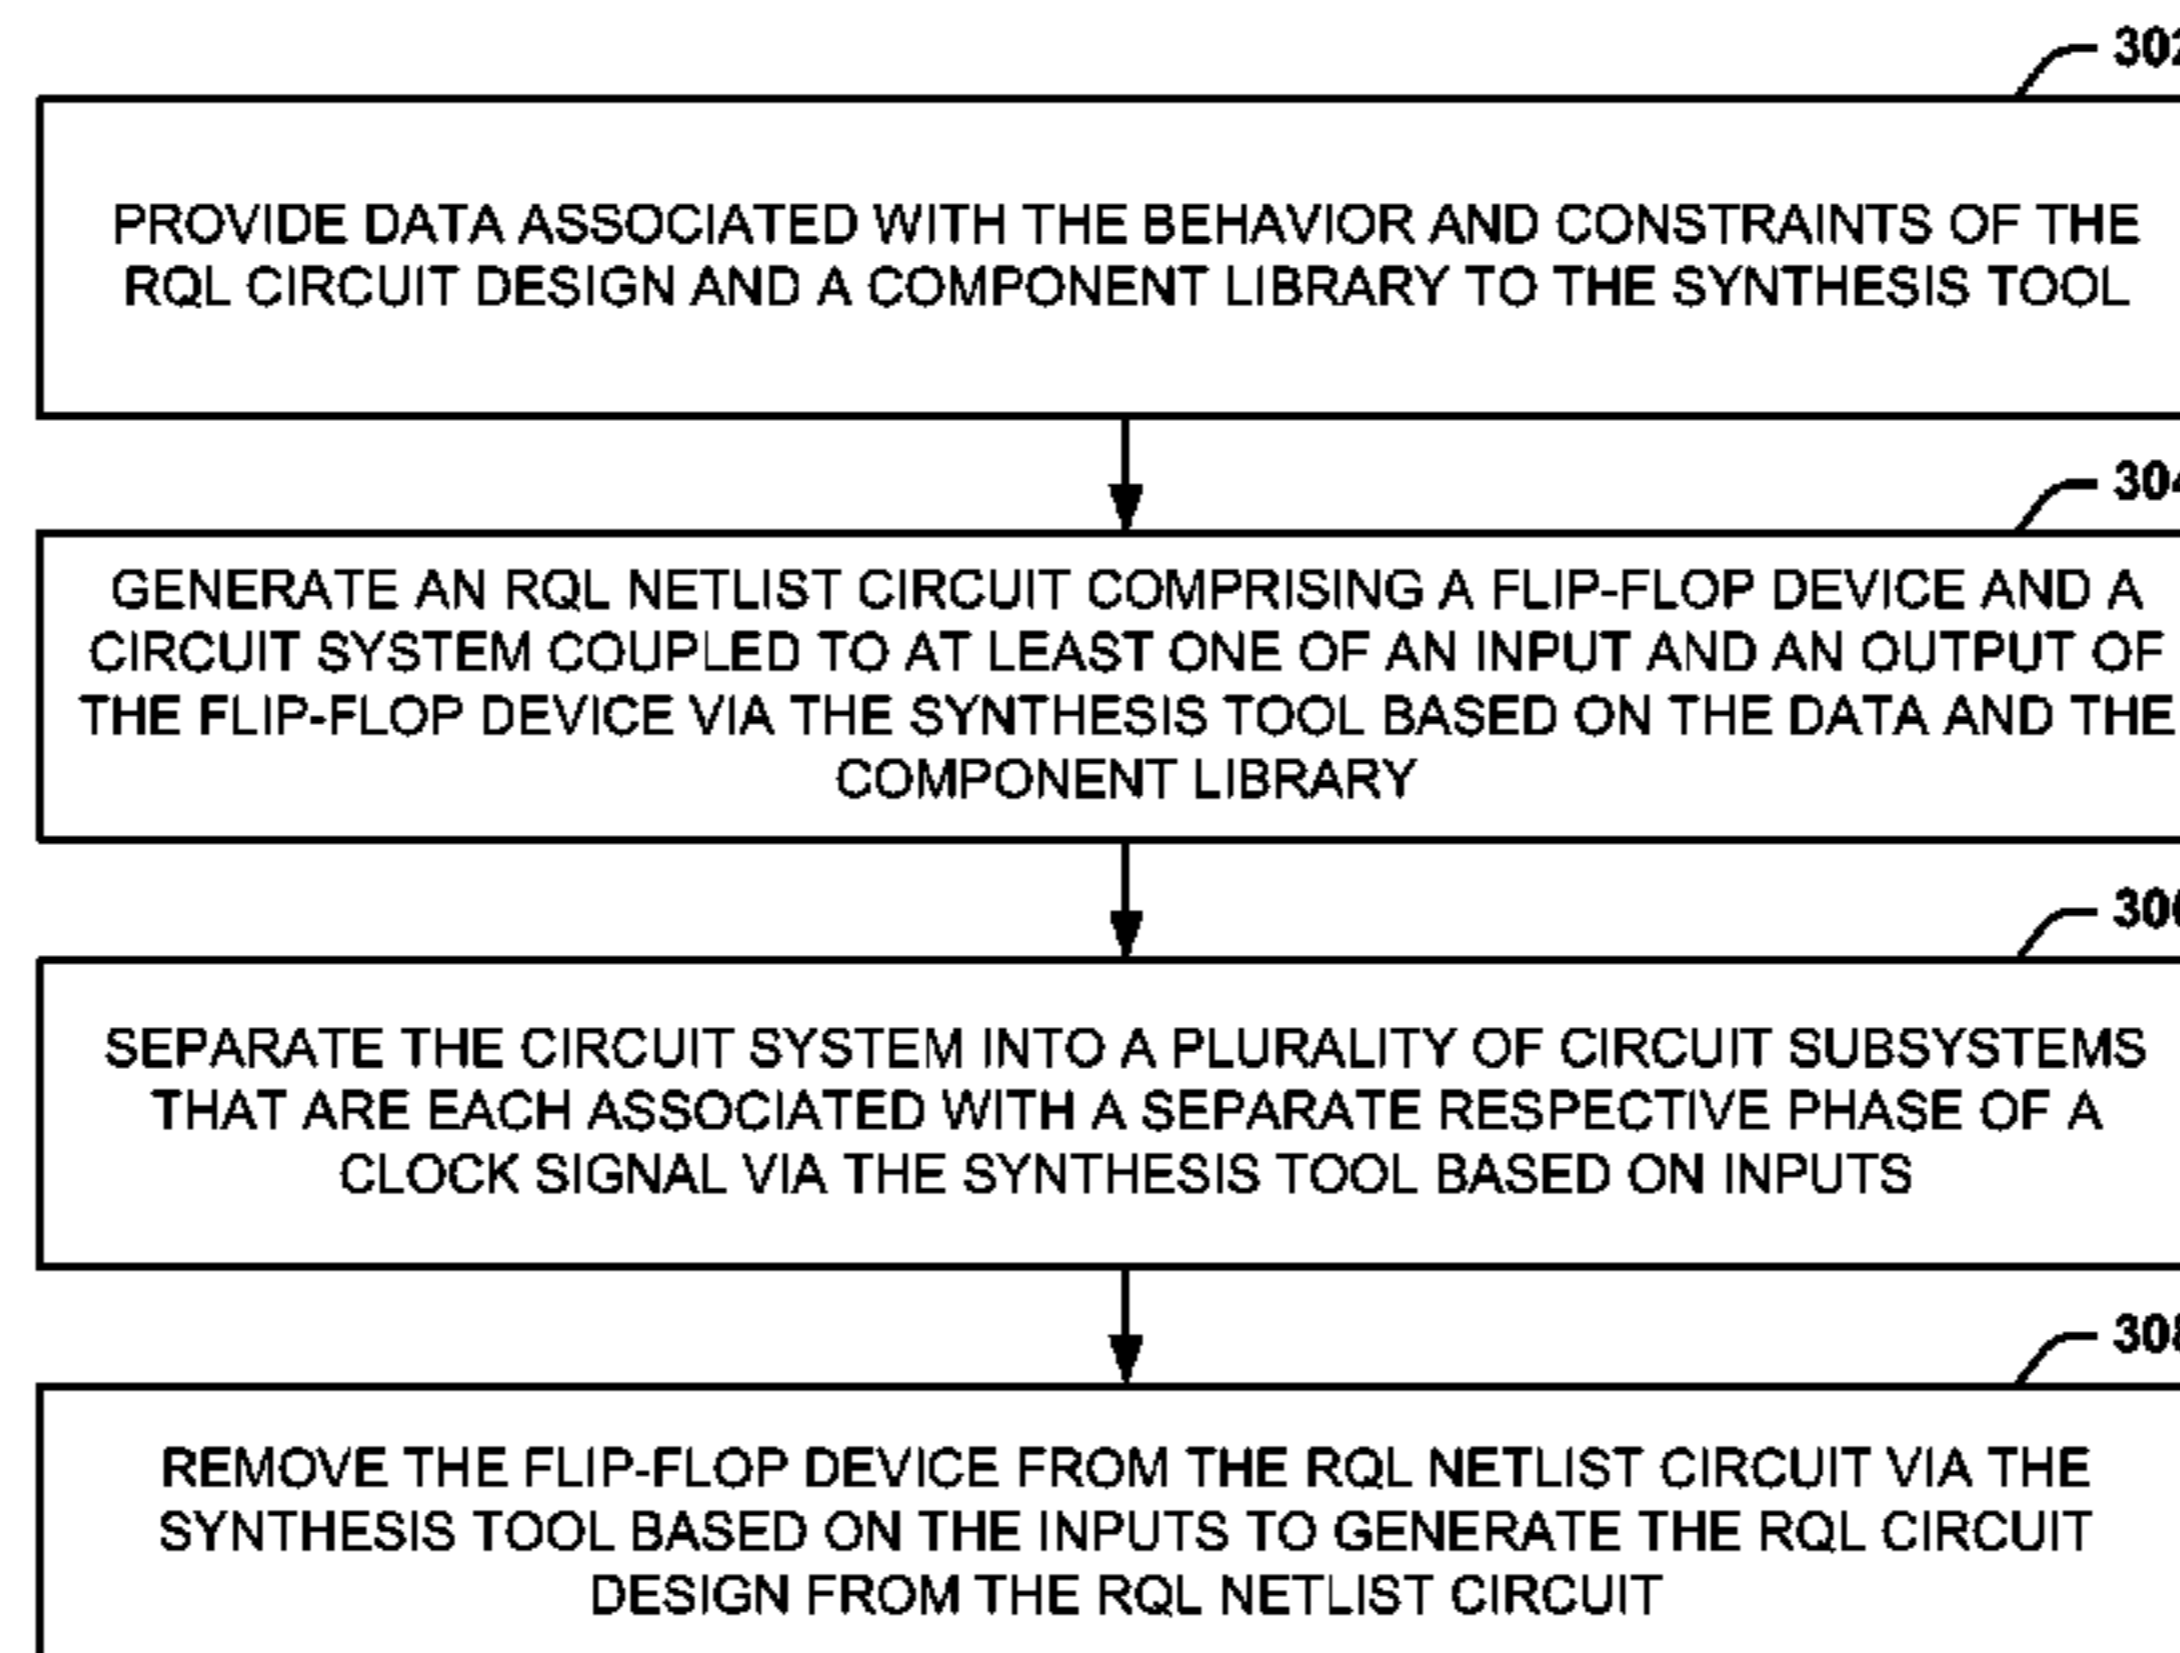 302
PROVIDE DATA ASSOCIATED WITH THE BEHAVIOR AND CONSTRAINTS OF THE
RQL CIRCUIT DESIGN AND A COMPONENT LIBRARY TO THE SYNTHESIS TOOL
304
GENERATE AN RQL NETLIST CIRCUIT COMPRISING A FLIP-FLOP DEVICE AND A
CIRCUIT SYSTEM COUPLED TO AT LEAST ONE OF AN INPUT AND AN OUTPUT OF
THE FLIP-FLOP DEVICE VIA THE SYNTHESIS TOOL BASED ON THE DATA AND THE
COMPONENT LIBRARY
306
SEPARATE THE CIRCUIT SYSTEM INTO A PLURALITY OF CIRCUIT SUBSYSTEMS
THAT ARE EACH ASSOCIATED WITH A SEPARATE RESPECTIVE PHASE OF A
CLOCK SIGNAL VIA THE SYNTHESIS TOOL BASED ON INPUTS
308
REMOVE THE FLIP-FLOP DEVICE FROM THE RQL NETLIST CIRCUIT VIA THE
SYNTHESIS TOOL BASED ON THE INPUTS TO GENERATE THE RQL CIRCUIT
DESIGN FROM THE RQL NETLIST CIRCUIT